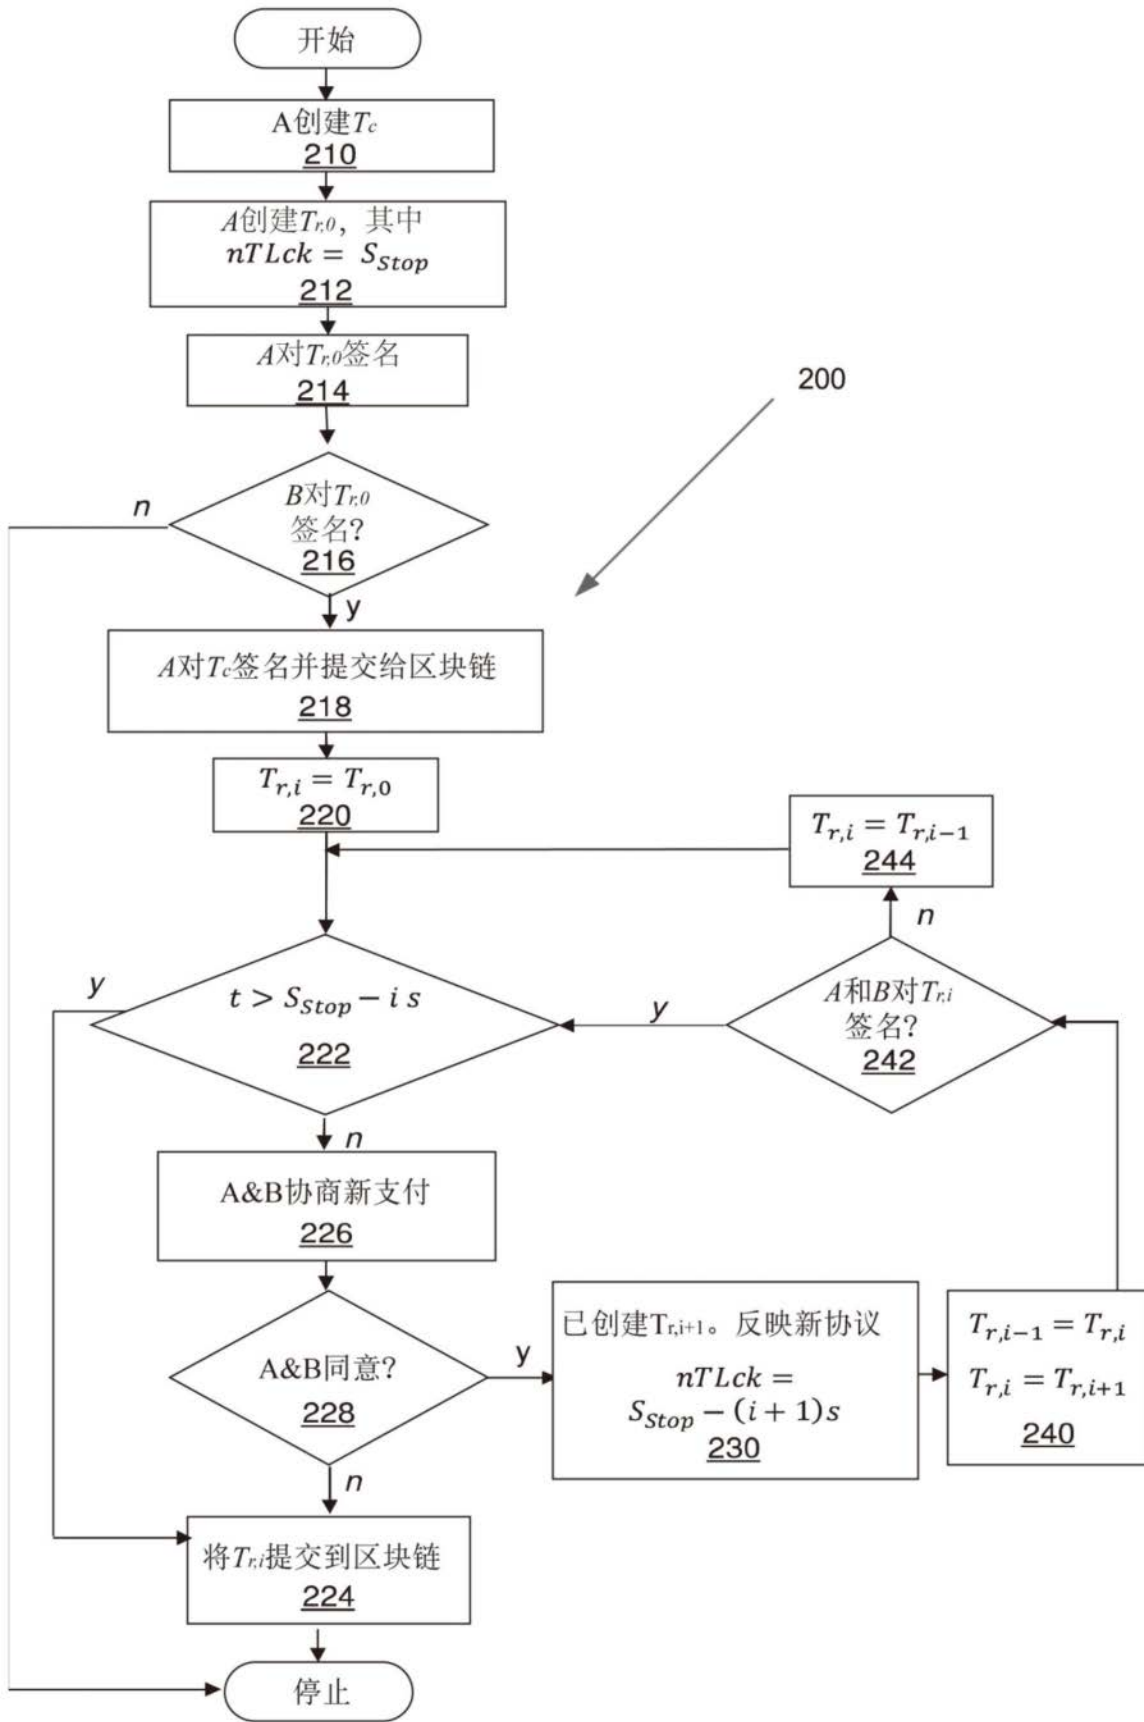 开始
A创建Tc
210
A创建Tr,0，其中
nTLck = SStop
212
A对Tr,0签名
214
200
n
B对Tr,0
签名？
216
y
A对Tc签名并提交给区块链
218
Tr,i = Tr,0
220
Tr,i = Tr,i−1
244
n
y
t > SStop − i s
222
y
A和B对Tr,i
签名？
242
n
A&B协商新支付
226
A&B同意？
228
y
已创建Tr,i+1。反映新协议
nTLck =
SStop − (i + 1)s
230
Tr,i−1 = Tr,i
Tr,i = Tr,i+1
240
n
将Tr,i提交到区块链
224
停止